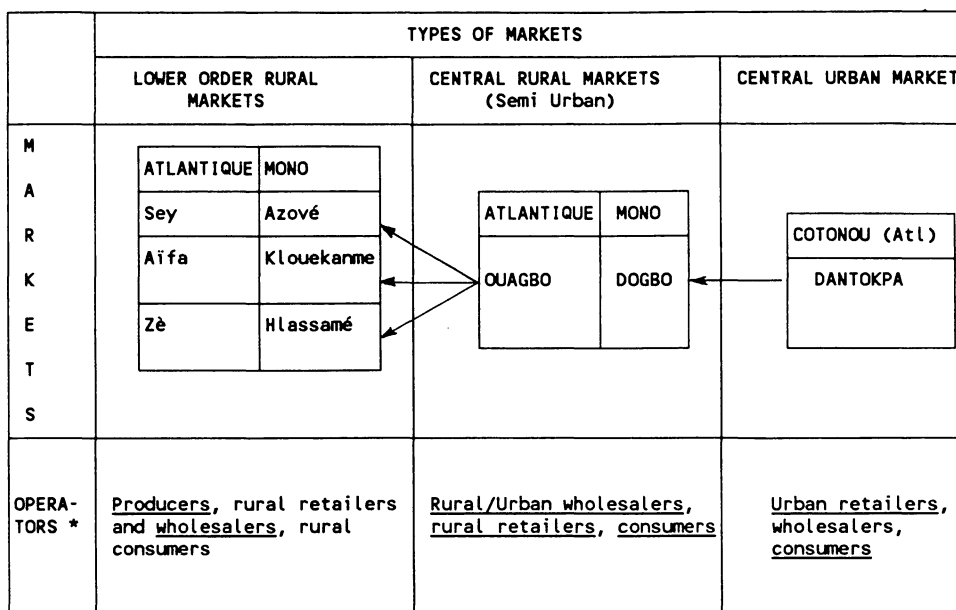 TYPES OF MARKETS
LOWER ORDER RURAL
MARKETS
CENTRAL RURAL MARKETS
(Semi Urban)
CENTRAL URBAN MARKET
M
A
R
K
E
T
S
ATLANTIQUE MONO
Sey Azové
Aïfa Klouekanme
Zè Hlassamé
ATLANTIQUE MONO
OUAGBO DOGBO
COTONOU (Atl)
DANTOKPA
OPERA-
TORS *
Producers, rural retailers
and wholesalers, rural
consumers
Rural/Urban wholesalers,
rural retailers, consumers
Urban retailers,
wholesalers,
consumers